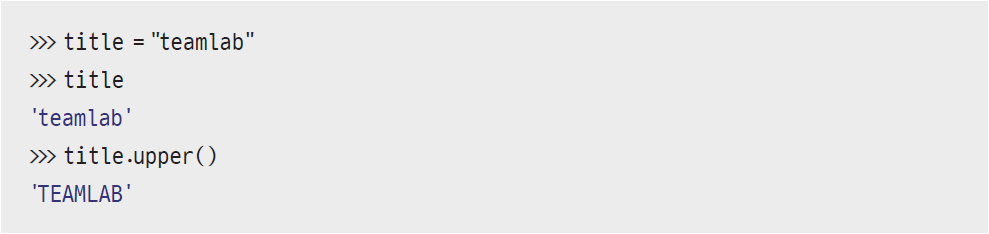 >>> title = "teamlab"
>>> title
'teamlab'
>>> title.upper()
'TEAMLAB'